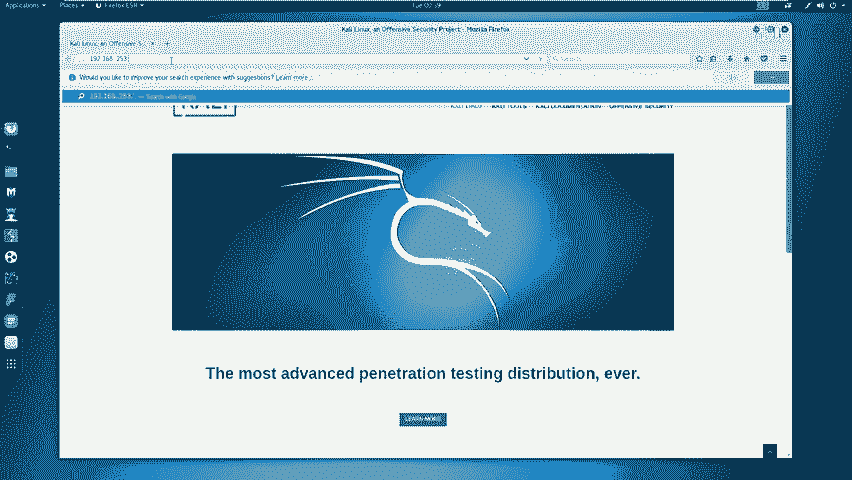 Applications Places Firefox ESR Tue 09:39
Kali Linux, an Offensive Security Project - Mozilla Firefox
Kali Linux, an Offensive S...
192.168.253
Search
Would you like to improve your search experience with suggestions? Learn more...
192.168.253. — Search with Google
KALI LINUX KALI TOOLS KALI DOCUMENTATION OFFENSIVE SECURITY
The most advanced penetration testing distribution, ever.
LEARN MORE